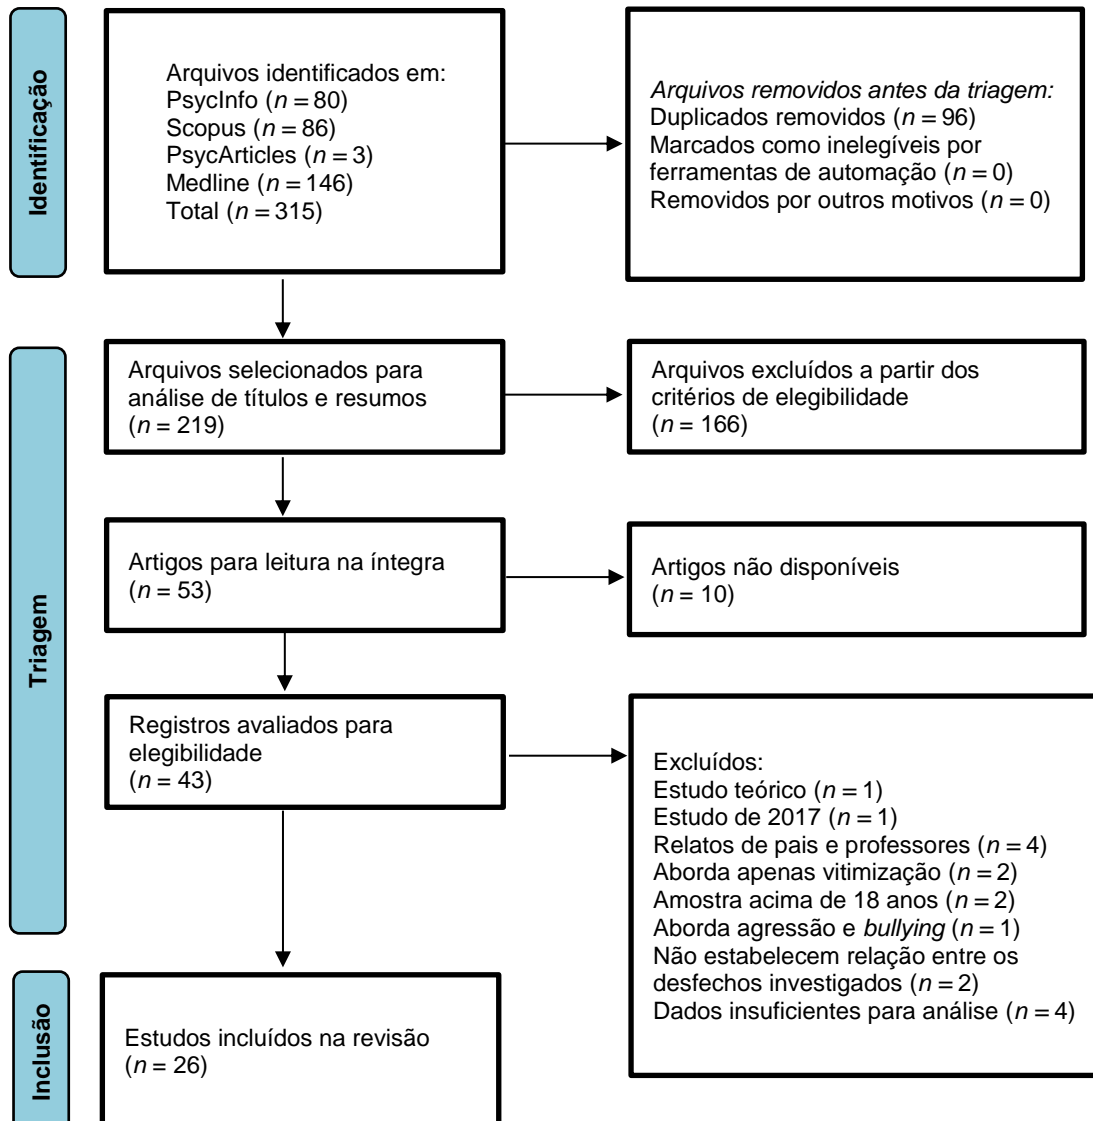 Identificação
Arquivos identificados em:
PsycInfo (n = 80)
Scopus (n = 86)
PsycArticles (n = 3)
Medline (n = 146)
Total (n = 315)
Arquivos removidos antes da triagem:
Duplicados removidos (n = 96)
Marcados como inelegíveis por
ferramentas de automação (n = 0)
Removidos por outros motivos (n = 0)
Triagem
Arquivos selecionados para
análise de títulos e resumos
(n = 219)
Arquivos excluídos a partir dos
critérios de elegibilidade
(n = 166)
Artigos para leitura na íntegra
(n = 53)
Artigos não disponíveis
(n = 10)
Registros avaliados para
elegibilidade
(n = 43)
Excluídos:
Estudo teórico (n = 1)
Estudo de 2017 (n = 1)
Relatos de pais e professores (n = 4)
Aborda apenas vitimização (n = 2)
Amostra acima de 18 anos (n = 2)
Aborda agressão e bullying (n = 1)
Não estabelecem relação entre os
desfechos investigados (n = 2)
Dados insuficientes para análise (n = 4)
Inclusão
Estudos incluídos na revisão
(n = 26)